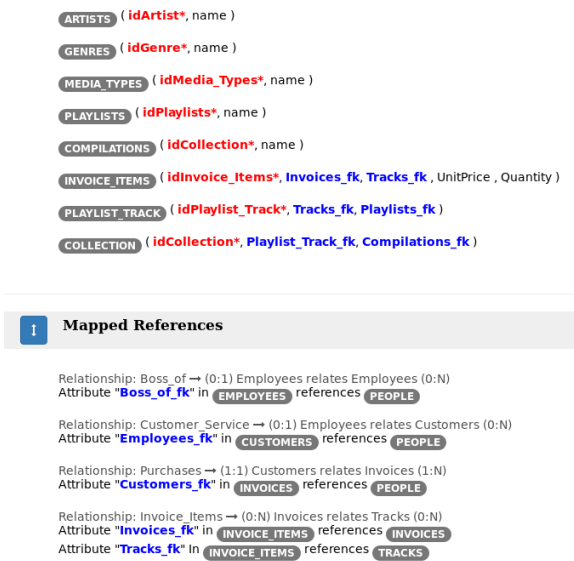 ARTISTS ( idArtist*, name )
GENRES ( idGenre*, name )
MEDIA_TYPES ( idMedia_Types*, name )
PLAYLISTS ( idPlaylists*, name )
COMPILATIONS ( idCollection*, name )
INVOICE_ITEMS ( idInvoice_Items*, Invoices_fk, Tracks_fk , UnitPrice , Quantity )
PLAYLIST_TRACK ( idPlaylist_Track*, Tracks_fk, Playlists_fk )
COLLECTION ( idCollection*, Playlist_Track_fk, Compilations_fk )
Mapped References
Relationship: Boss_of → (0:1) Employees relates Employees (0:N)
Attribute "Boss_of_fk" in EMPLOYEES references PEOPLE
Relationship: Customer_Service → (0:1) Employees relates Customers (0:N)
Attribute "Employees_fk" in CUSTOMERS references PEOPLE
Relationship: Purchases → (1:1) Customers relates Invoices (1:N)
Attribute "Customers_fk" in INVOICES references PEOPLE
Relationship: Invoice_Items → (0:N) Invoices relates Tracks (0:N)
Attribute "Invoices_fk" in INVOICE_ITEMS references INVOICES
Attribute "Tracks_fk" In INVOICE_ITEMS references TRACKS